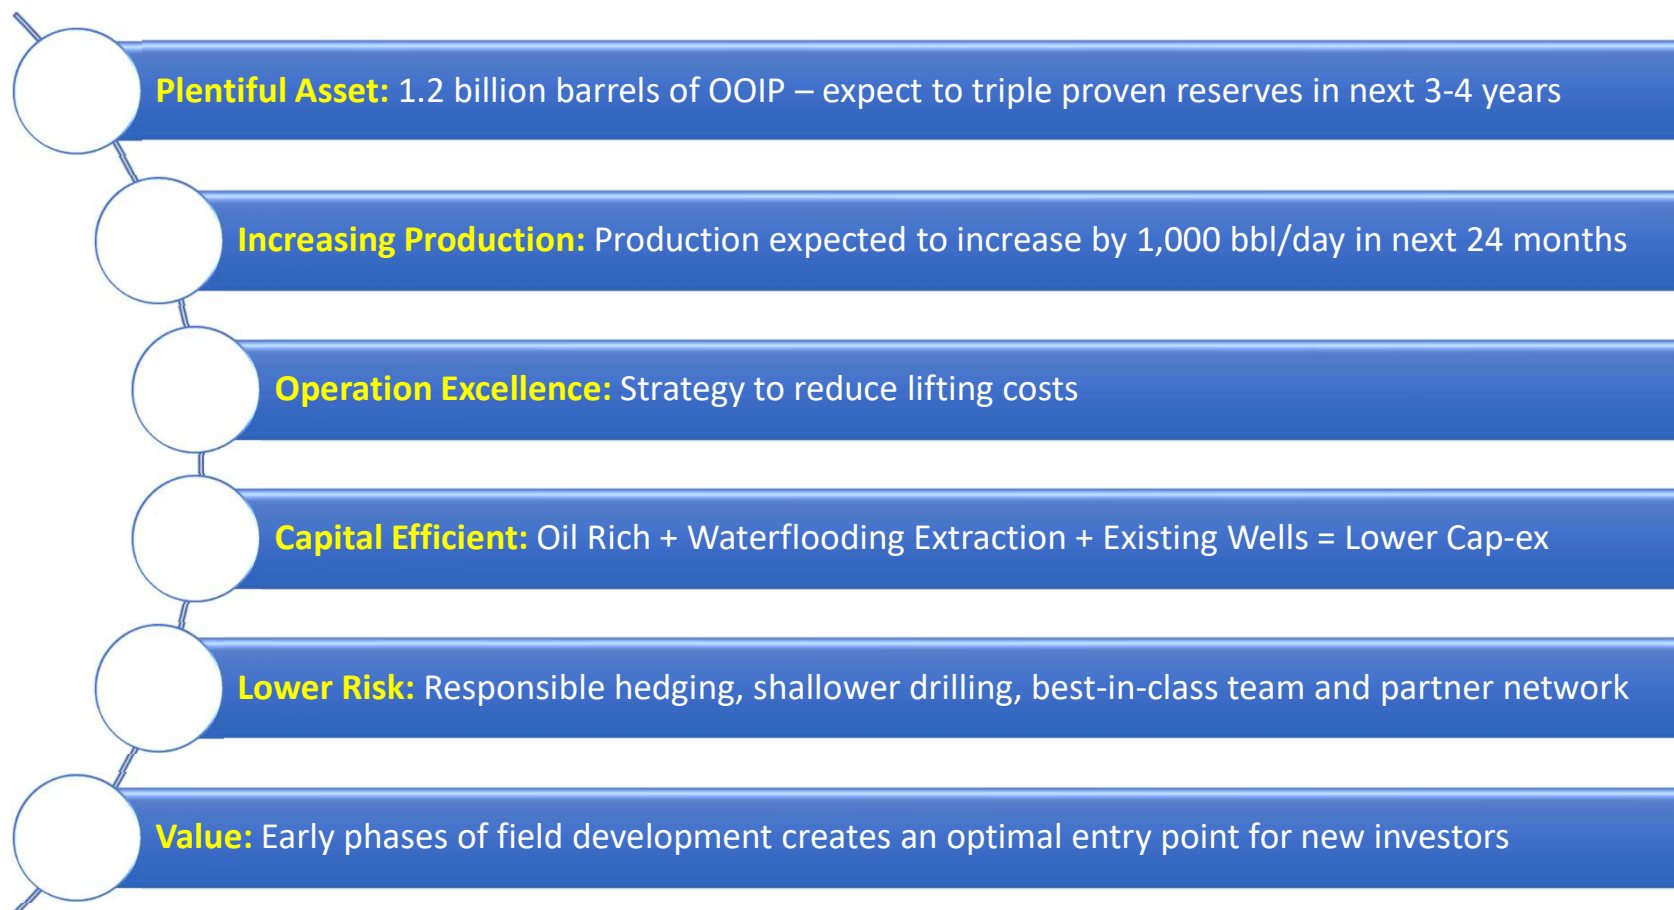 Plentiful Asset: 1.2 billion barrels of OOIP – expect to triple proven reserves in next 3-4 years
Increasing Production: Production expected to increase by 1,000 bbl/day in next 24 months
Operation Excellence: Strategy to reduce lifting costs
Capital Efficient: Oil Rich + Waterflooding Extraction + Existing Wells = Lower Cap-ex
Lower Risk: Responsible hedging, shallower drilling, best-in-class team and partner network
Value: Early phases of field development creates an optimal entry point for new investors